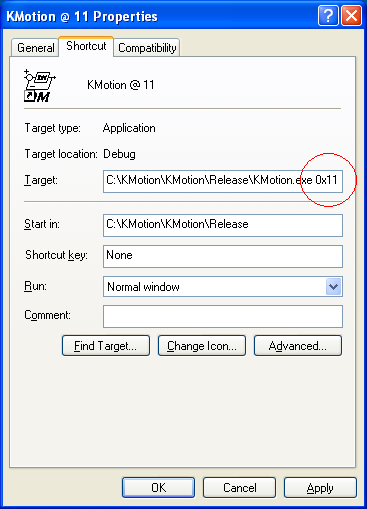 KMotion @ 11 Properties
General Shortcut Compatibility
KMotion @ 11
Target type: Application
Target location: Debug
Target: C:\KMotion\KMotion\Release\KMotion.exe 0x11
Start in: C:\KMotion\KMotion\Release
Shortcut key: None
Run: Normal window
Comment:
Find Target... Change Icon... Advanced...
OK Cancel Apply